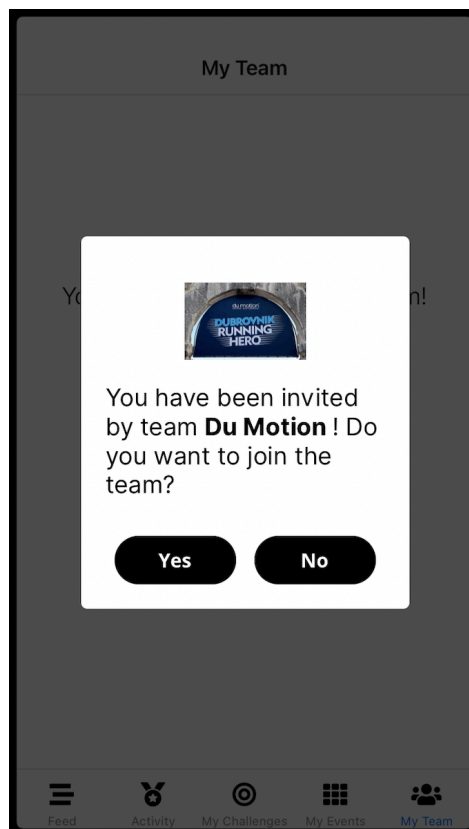 My Team
du motion
DUBROVNIK
RUNNING
HERO
You have been invited
by team Du Motion ! Do
you want to join the
team?
Yes
No
Feed
Activity
My Challenges
My Events
My Team